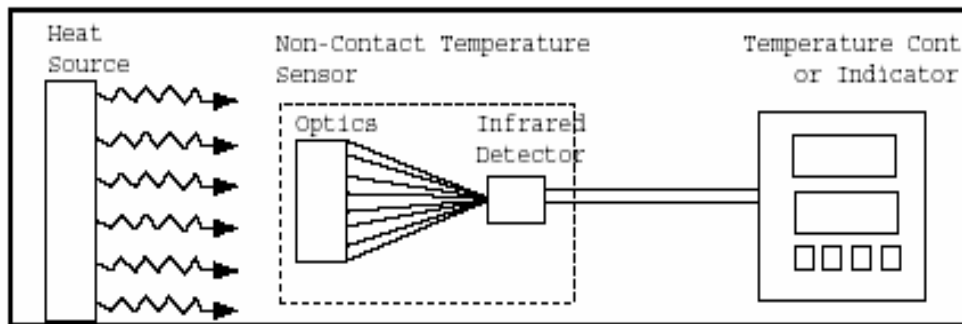 Heat
Source
Non-Contact Temperature
Sensor
Temperature Cont
or Indicator
Optics
Infrared
Detector